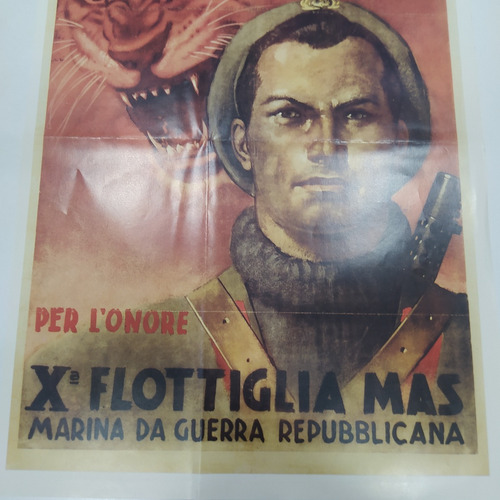 PER L'ONORE
Xª FLOTTIGLIA MAS
MARINA DA GUERRA REPUBBLICANA